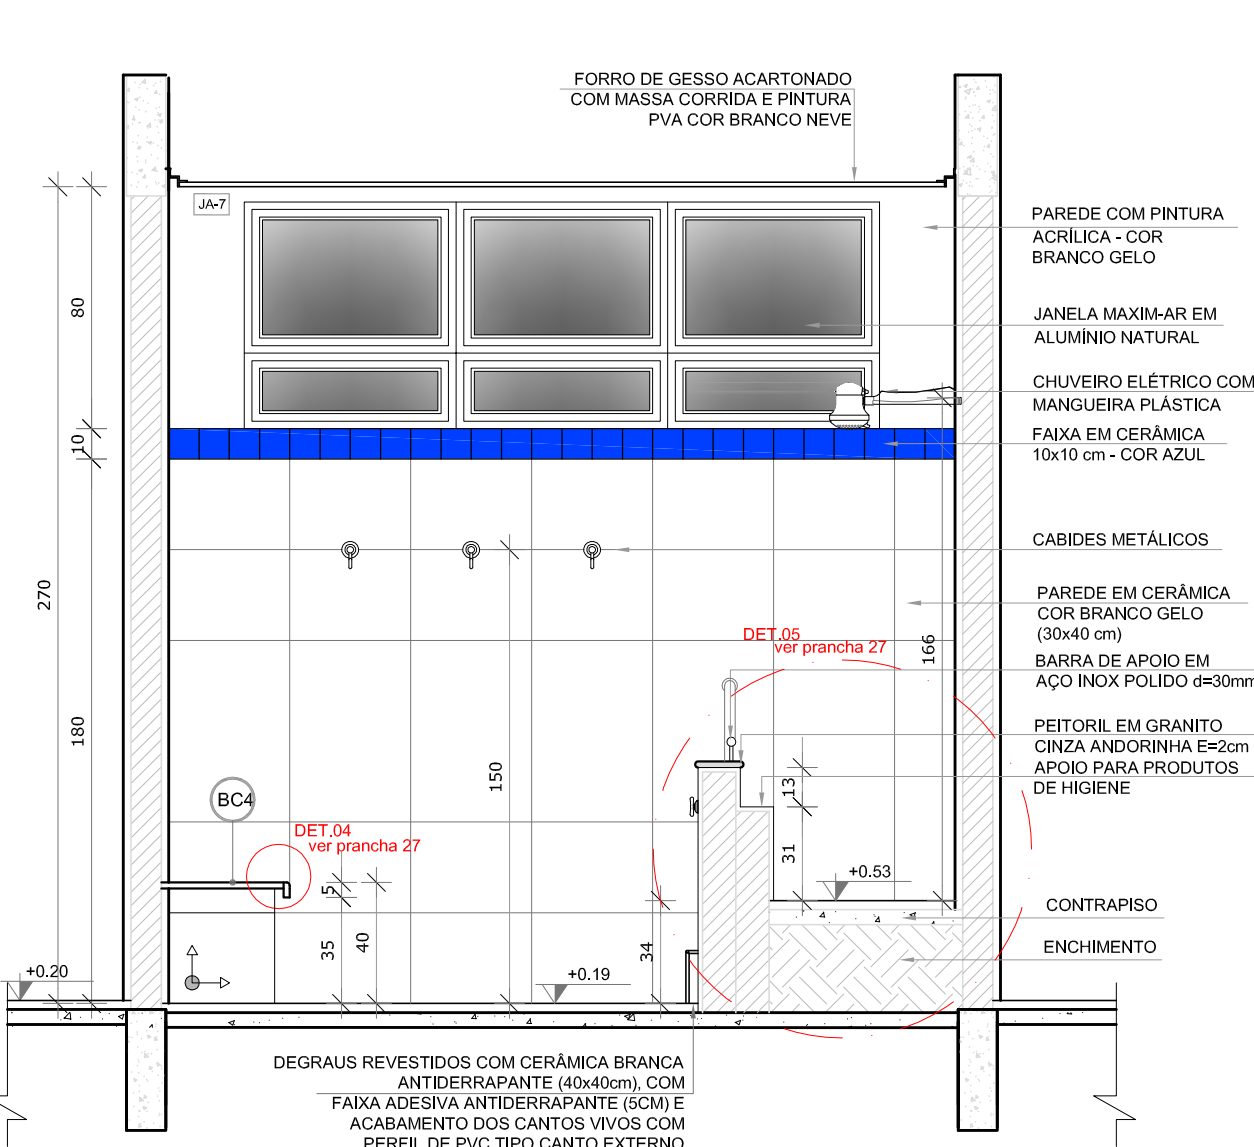 FORRO DE GESSO ACARTONADO
COM MASSA CORRIDA E PINTURA
PVA COR BRANCO NEVE
JA-7
PAREDE COM PINTURA
ACRÍLICA - COR
BRANCO GELO
80
JANELA MAXIM-AR EM
ALUMÍNIO NATURAL
CHUVEIRO ELÉTRICO COM
MANGUEIRA PLÁSTICA
10
FAIXA EM CERÂMICA
10x10 cm - COR AZUL
CABIDES METÁLICOS
270
PAREDE EM CERÂMICA
COR BRANCO GELO
(30x40 cm)
166
DET.05
ver prancha 27
BARRA DE APOIO EM
AÇO INOX POLIDO d=30mm
180
150
PEITORIL EM GRANITO
CINZA ANDORINHA E=2cm
APOIO PARA PRODUTOS
DE HIGIENE
13
BC4
DET.04
ver prancha 27
31
+0.53
5
35
40
34
CONTRAPISO
ENCHIMENTO
+0.20
+0.19
DEGRAUS REVESTIDOS COM CERÂMICA BRANCA
ANTIDERRAPANTE (40x40cm), COM
FAIXA ADESIVA ANTIDERRAPANTE (5CM) E
ACABAMENTO DOS CANTOS VIVOS COM
PERFIL DE PVC TIPO CANTO EXTERNO